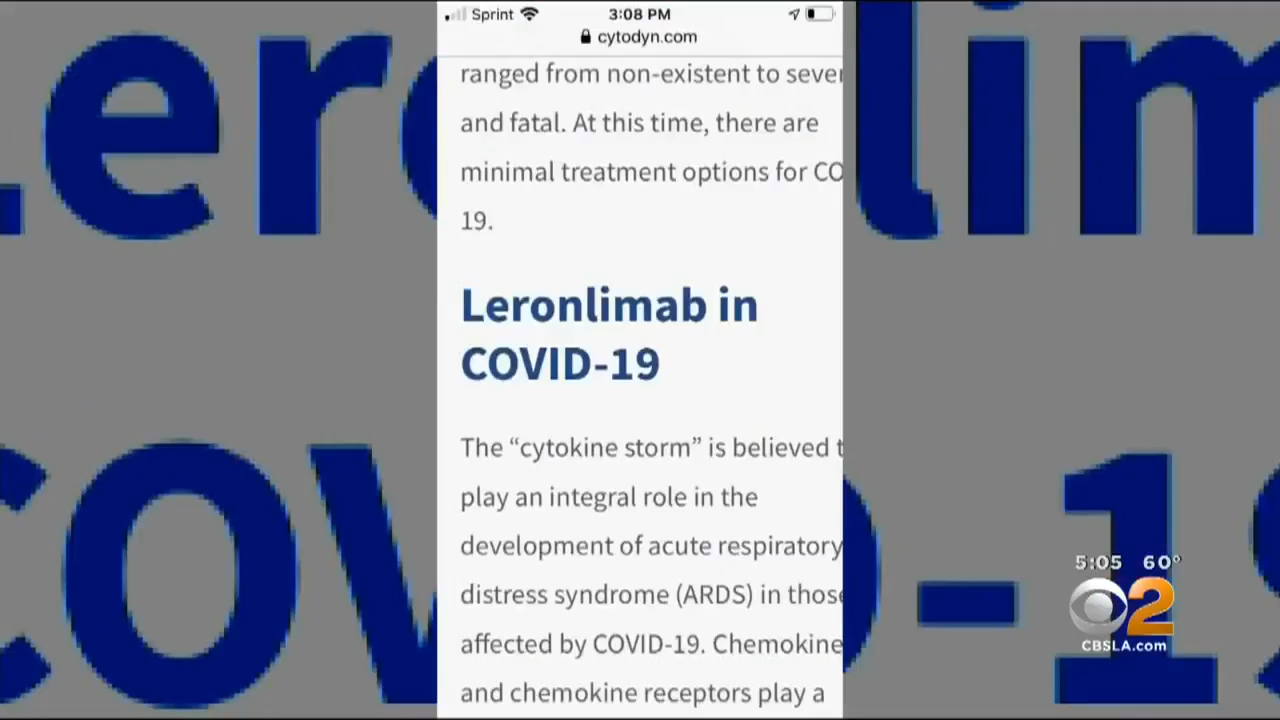 Sprint 3:08 PM
cytodyn.com
ranged from non-existent to sever
and fatal. At this time, there are
minimal treatment options for CO
19.
Leronlimab in
COVID-19
The “cytokine storm” is believed t
play an integral role in the
development of acute respiratory
distress syndrome (ARDS) in those
affected by COVID-19. Chemokine
and chemokine receptors play a
5:05 60°
2
CBSLA.com